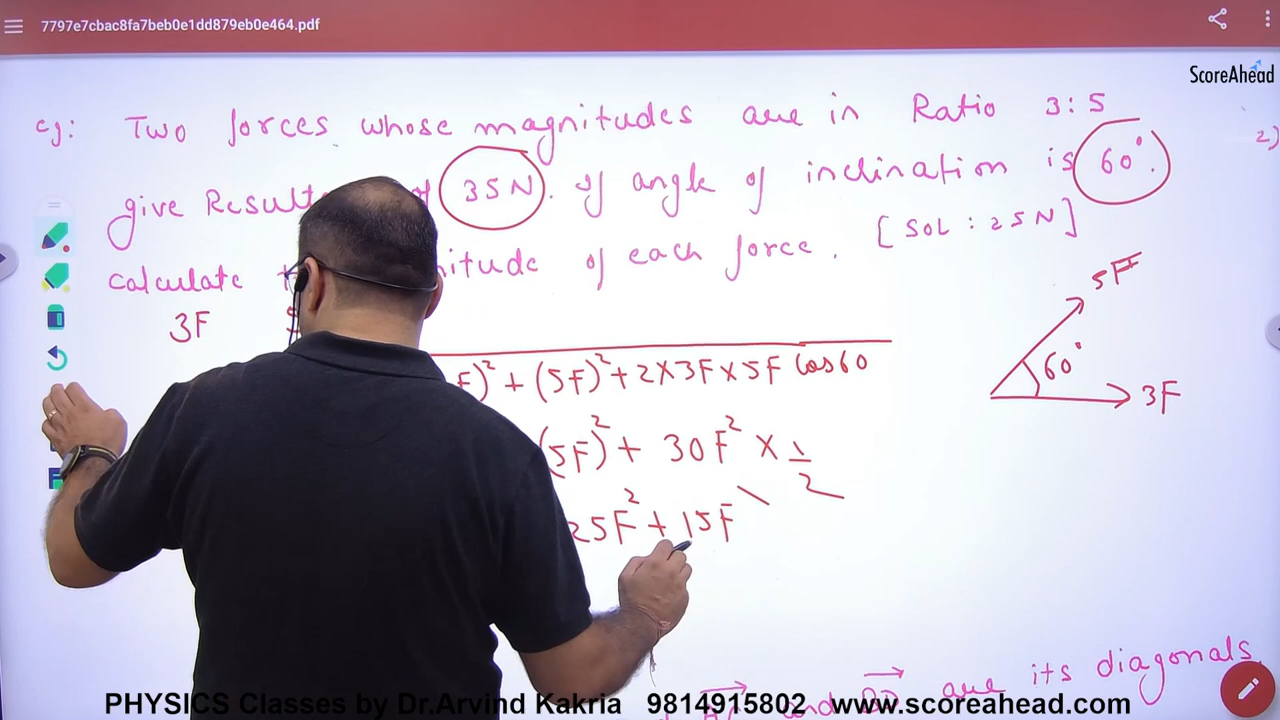 7797e7cbac8fa7beb0e1dd879eb0e464.pdf
ScoreAhead
eg: Two forces whose magnitudes are in Ratio 3:5
2)
give 35N. If angle of inclination is 60°.
calculate of each force. [Sol: 25N]
3F
5F
60°
3F
F)² + (5F)² + 2×3F×5F Cos60
(5F)² + 30F² × 1/2
25F² + 15F
and are its diagonals
PHYSICS Classes by Dr.Arvind Kakria 9814915802 www.scoreahead.com